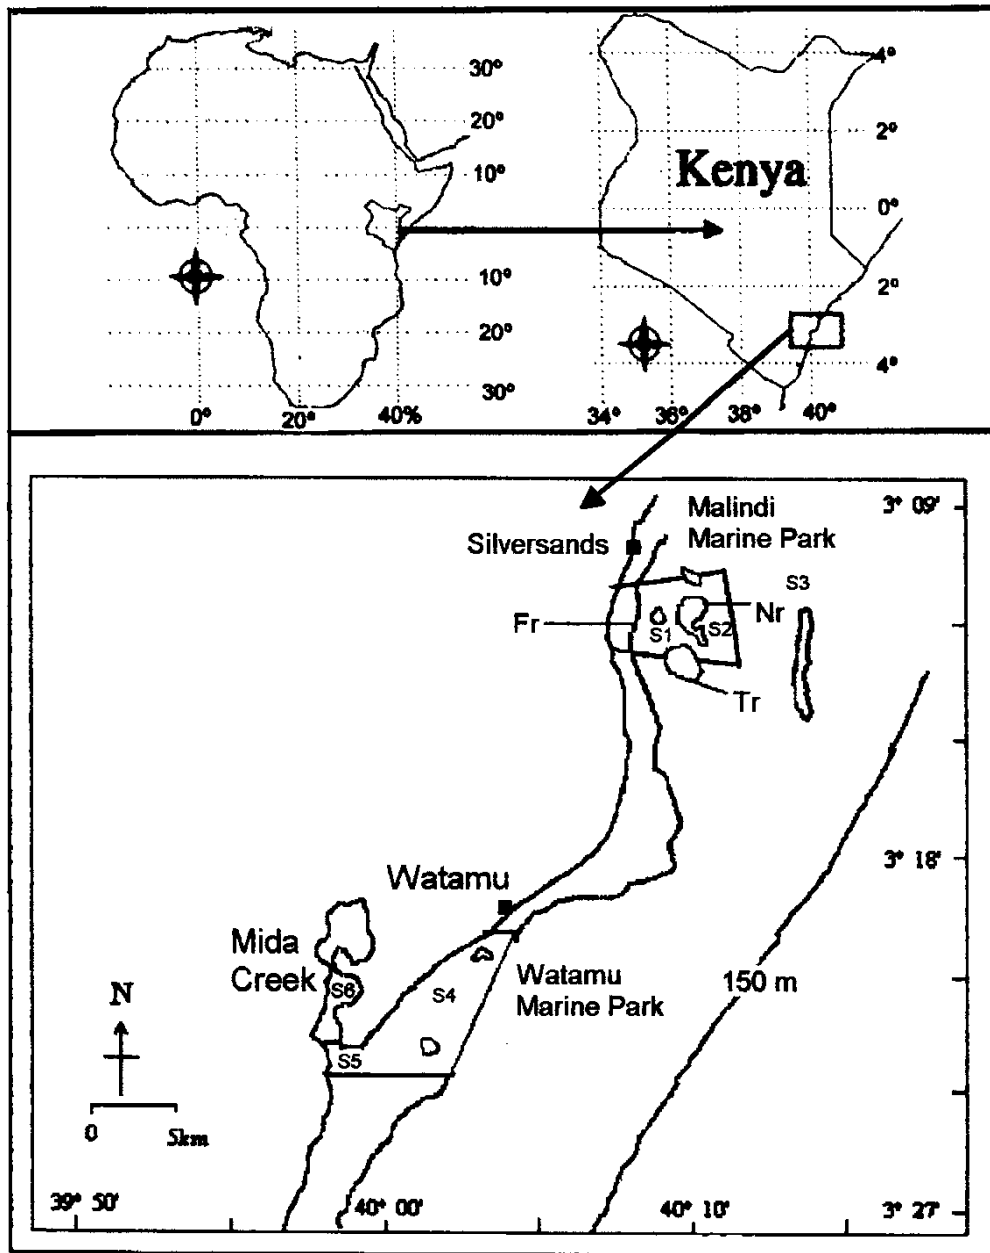 30°
20°
10°
10°
20°
30°
0°
20°
40%
Kenya
4°
2°
0°
2°
4°
34°
36°
38°
40°
Malindi
Marine Park
Silversands
3° 09'
S3
Fr
S1
S2
Nr
Tr
3° 18'
Watamu
Mida
Creek
S6
S4
S5
Watamu
Marine Park
150 m
N
0
5km
39° 50'
40° 00'
40° 10'
3° 27'